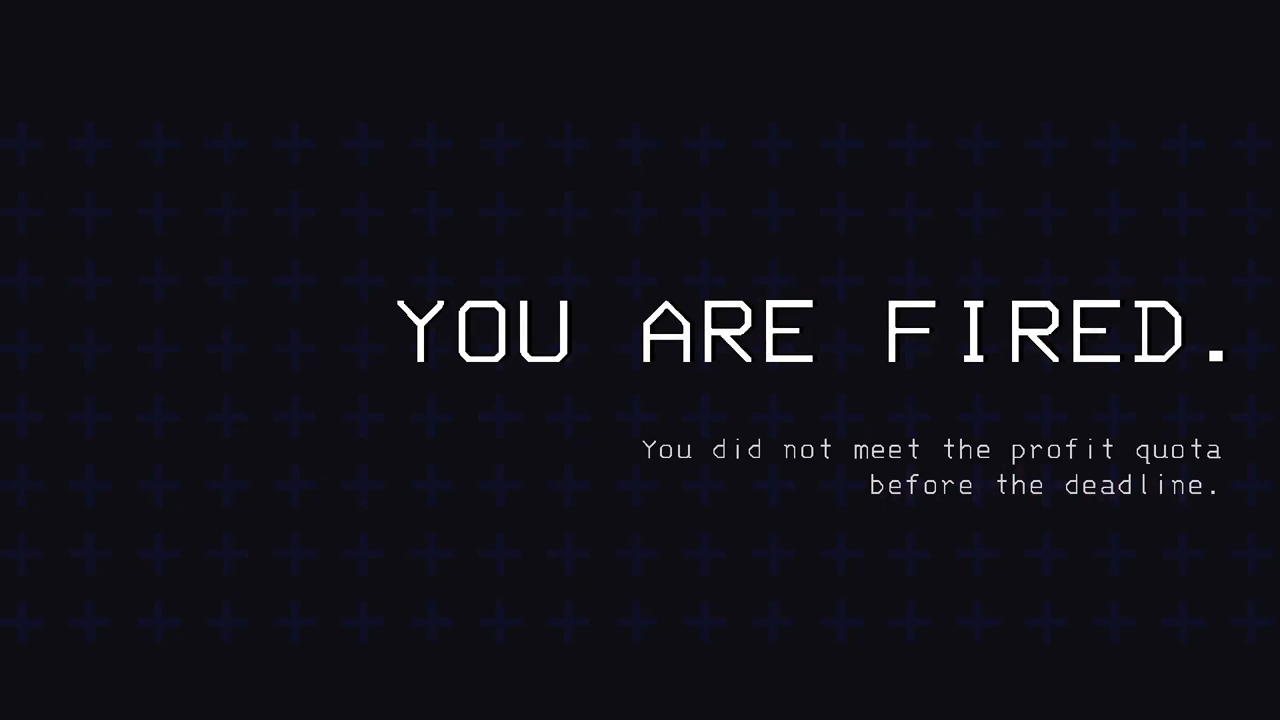 YOU ARE FIRED.
You did not meet the profit quota
before the deadline.